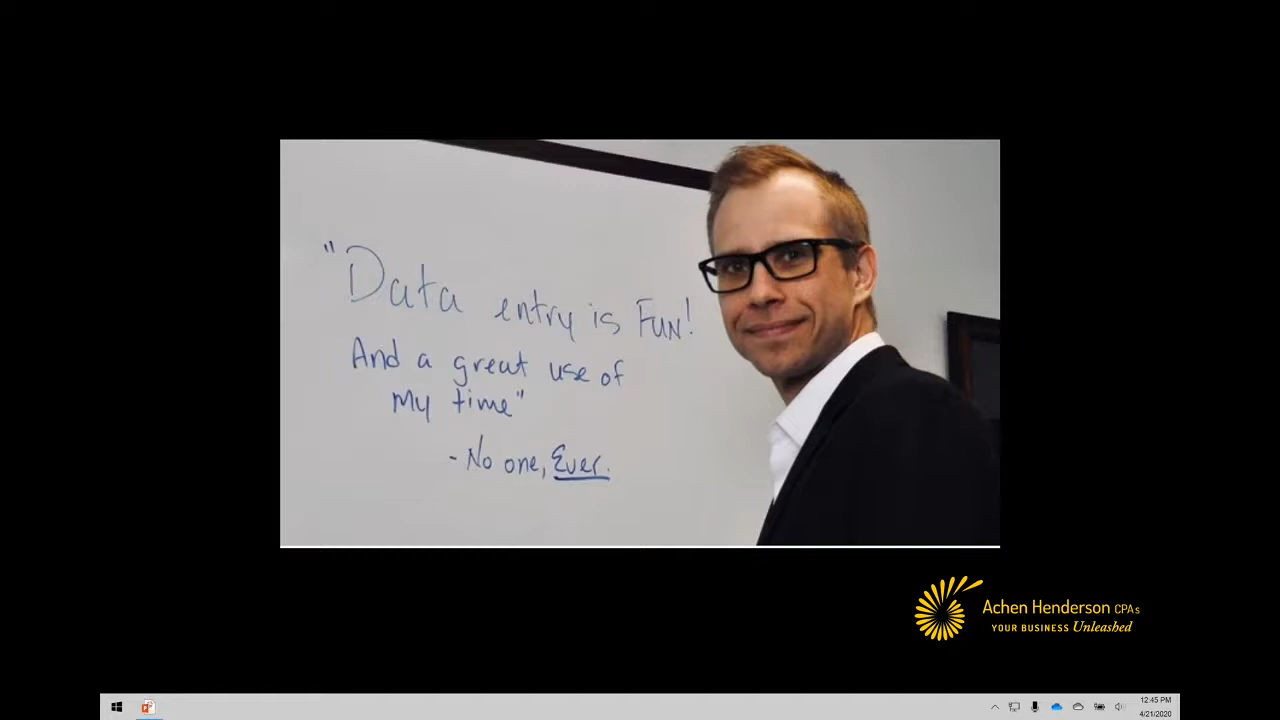 "Data entry is Fun!
And a great use of
My time"
- No one, Ever.
Achen Henderson CPAs
YOUR BUSINESS Unleashed
12:45 PM
4/21/2020